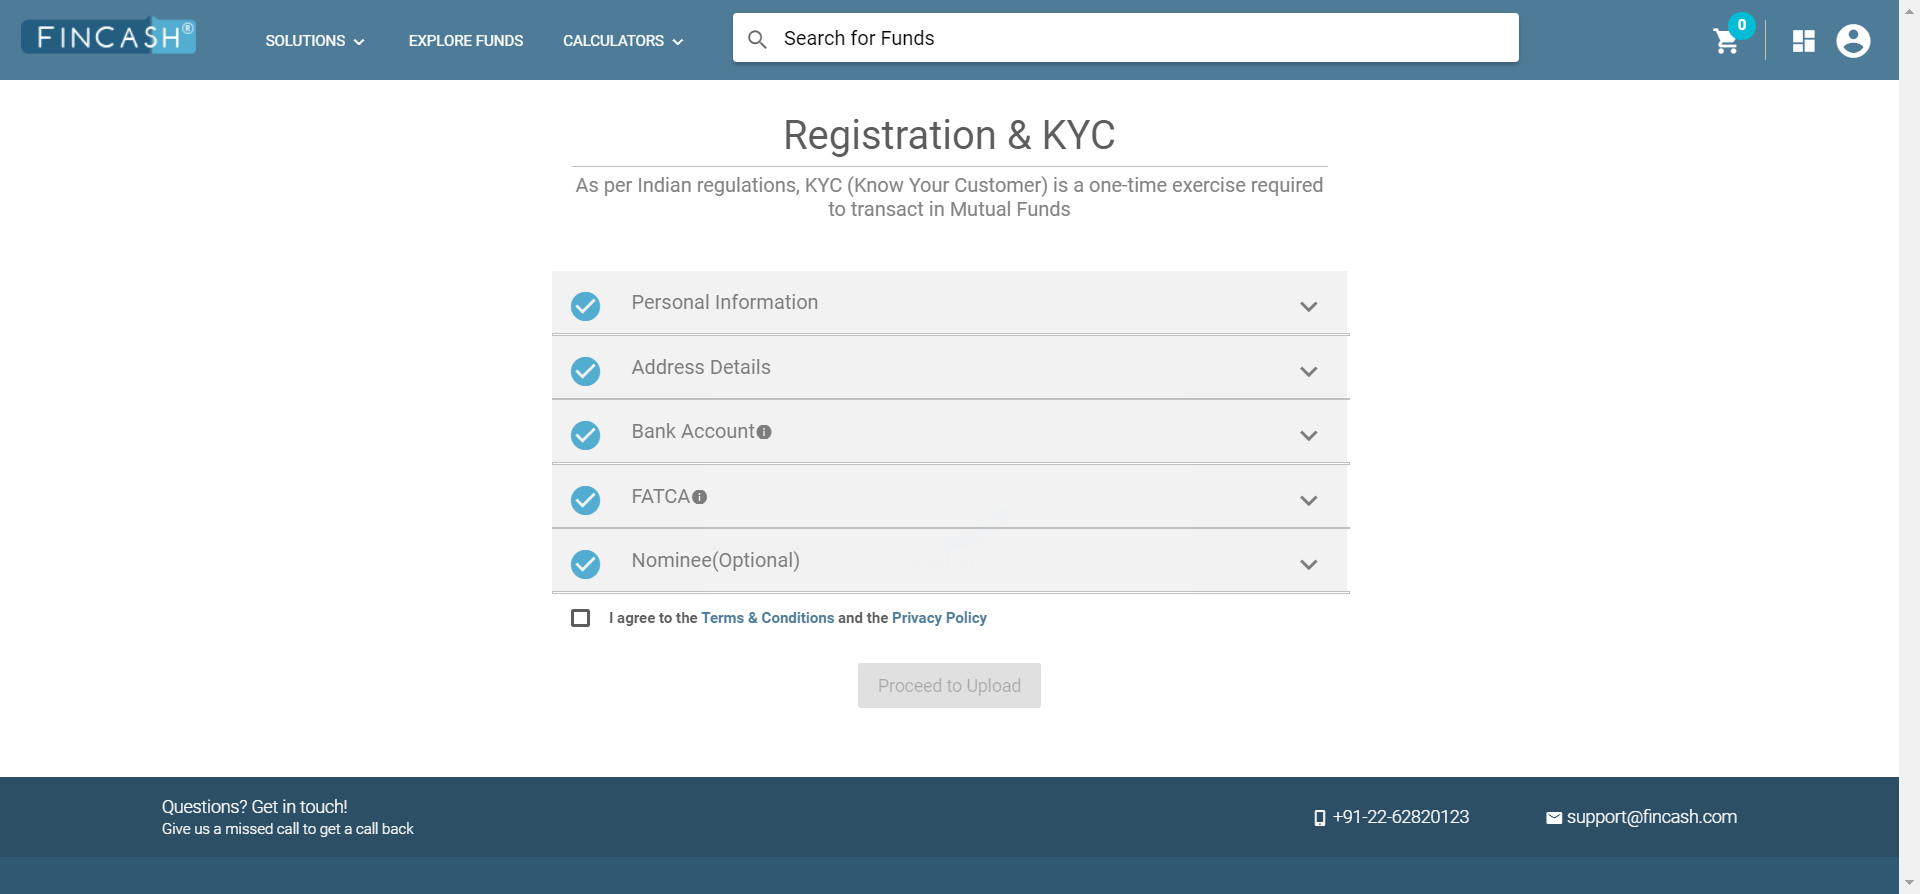 FINCASH®
SOLUTIONS
EXPLORE FUNDS
CALCULATORS
Search for Funds
0
Registration & KYC
As per Indian regulations, KYC (Know Your Customer) is a one-time exercise required
to transact in Mutual Funds
Personal Information
Address Details
Bank Account
FATCA
Nominee(Optional)
I agree to the Terms & Conditions and the Privacy Policy
Proceed to Upload
Questions? Get in touch!
Give us a missed call to get a call back
+91-22-62820123
support@fincash.com